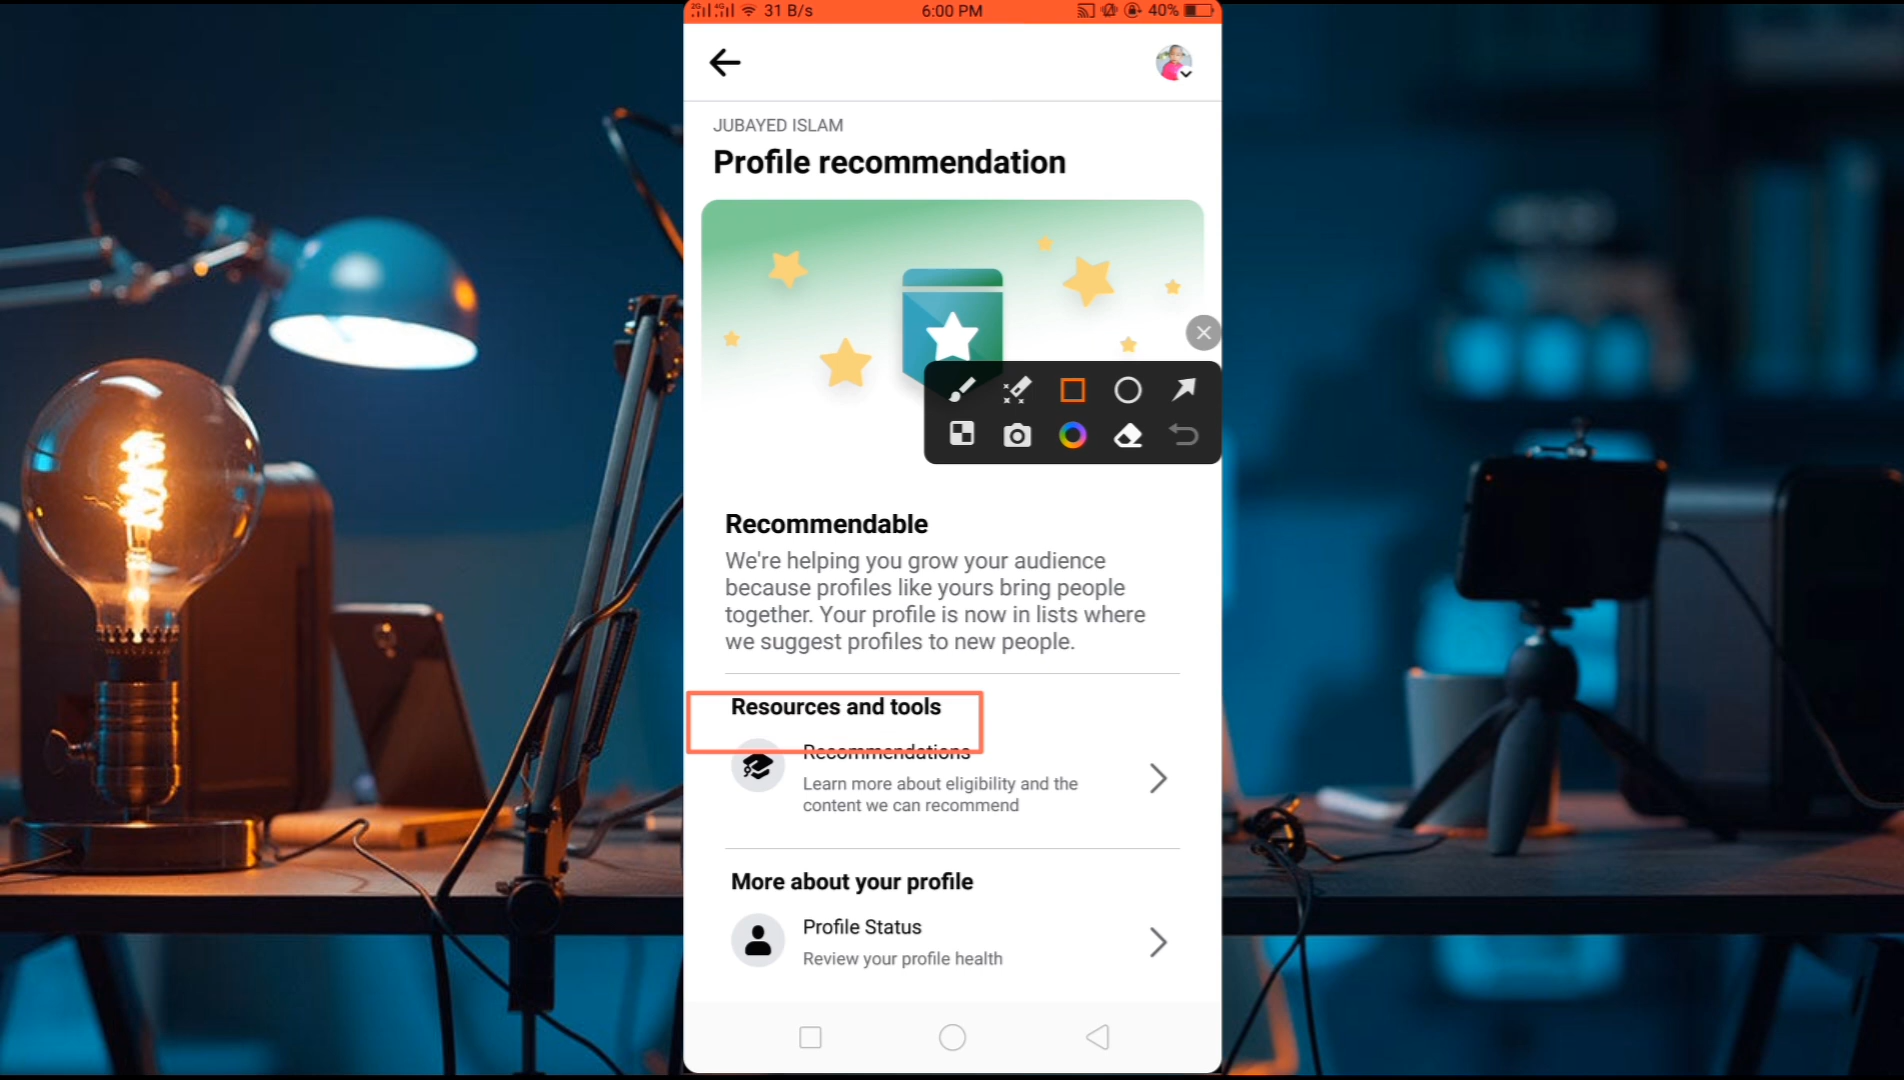 31 B/s
6:00 PM
40%
JUBAYED ISLAM
Profile recommendation
Recommendable
We're helping you grow your audience
because profiles like yours bring people
together. Your profile is now in lists where
we suggest profiles to new people.
Resources and tools
Recommendations
Learn more about eligibility and the
content we can recommend
More about your profile
Profile Status
Review your profile health